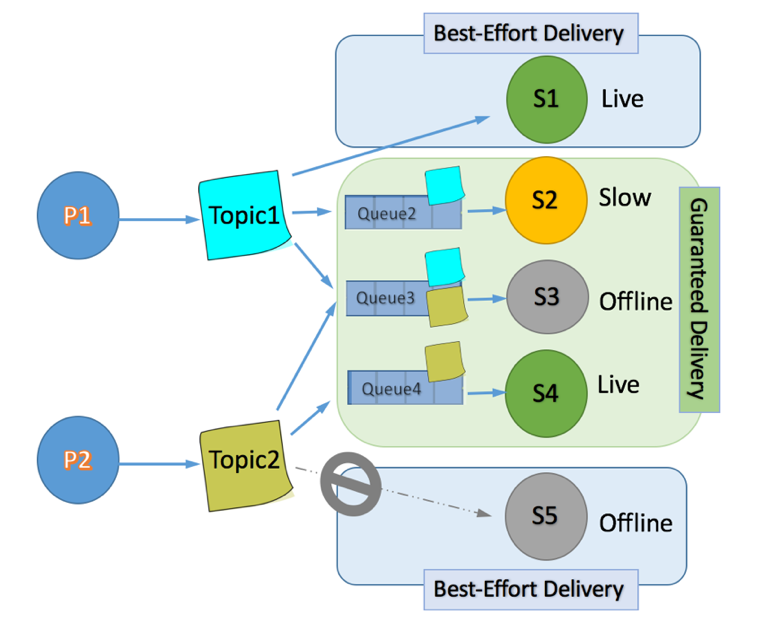 Best-Effort Delivery
S1 Live
P1
Topic1
Queue2
S2 Slow
Queue3
S3 Offline
Guaranteed Delivery
Queue4
S4 Live
P2
Topic2
S5 Offline
Best-Effort Delivery